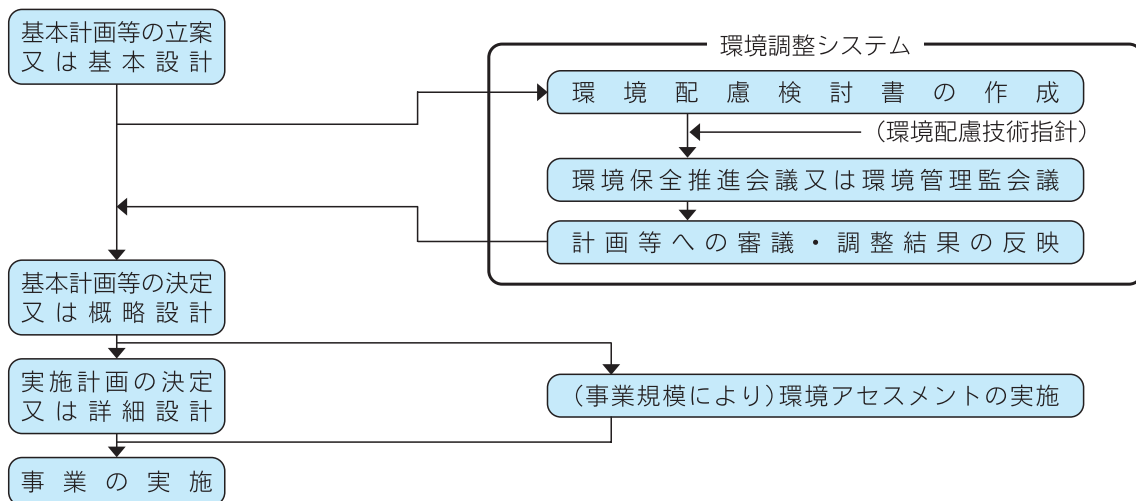 基本計画等の立案
又は基本設計
環境調整システム
環境配慮検討書の作成
（環境配慮技術指針）
環境保全推進会議又は環境管理監会議
計画等への審議・調整結果の反映
基本計画等の決定
又は概略設計
実施計画の決定
又は詳細設計
（事業規模により）環境アセスメントの実施
事業の実施